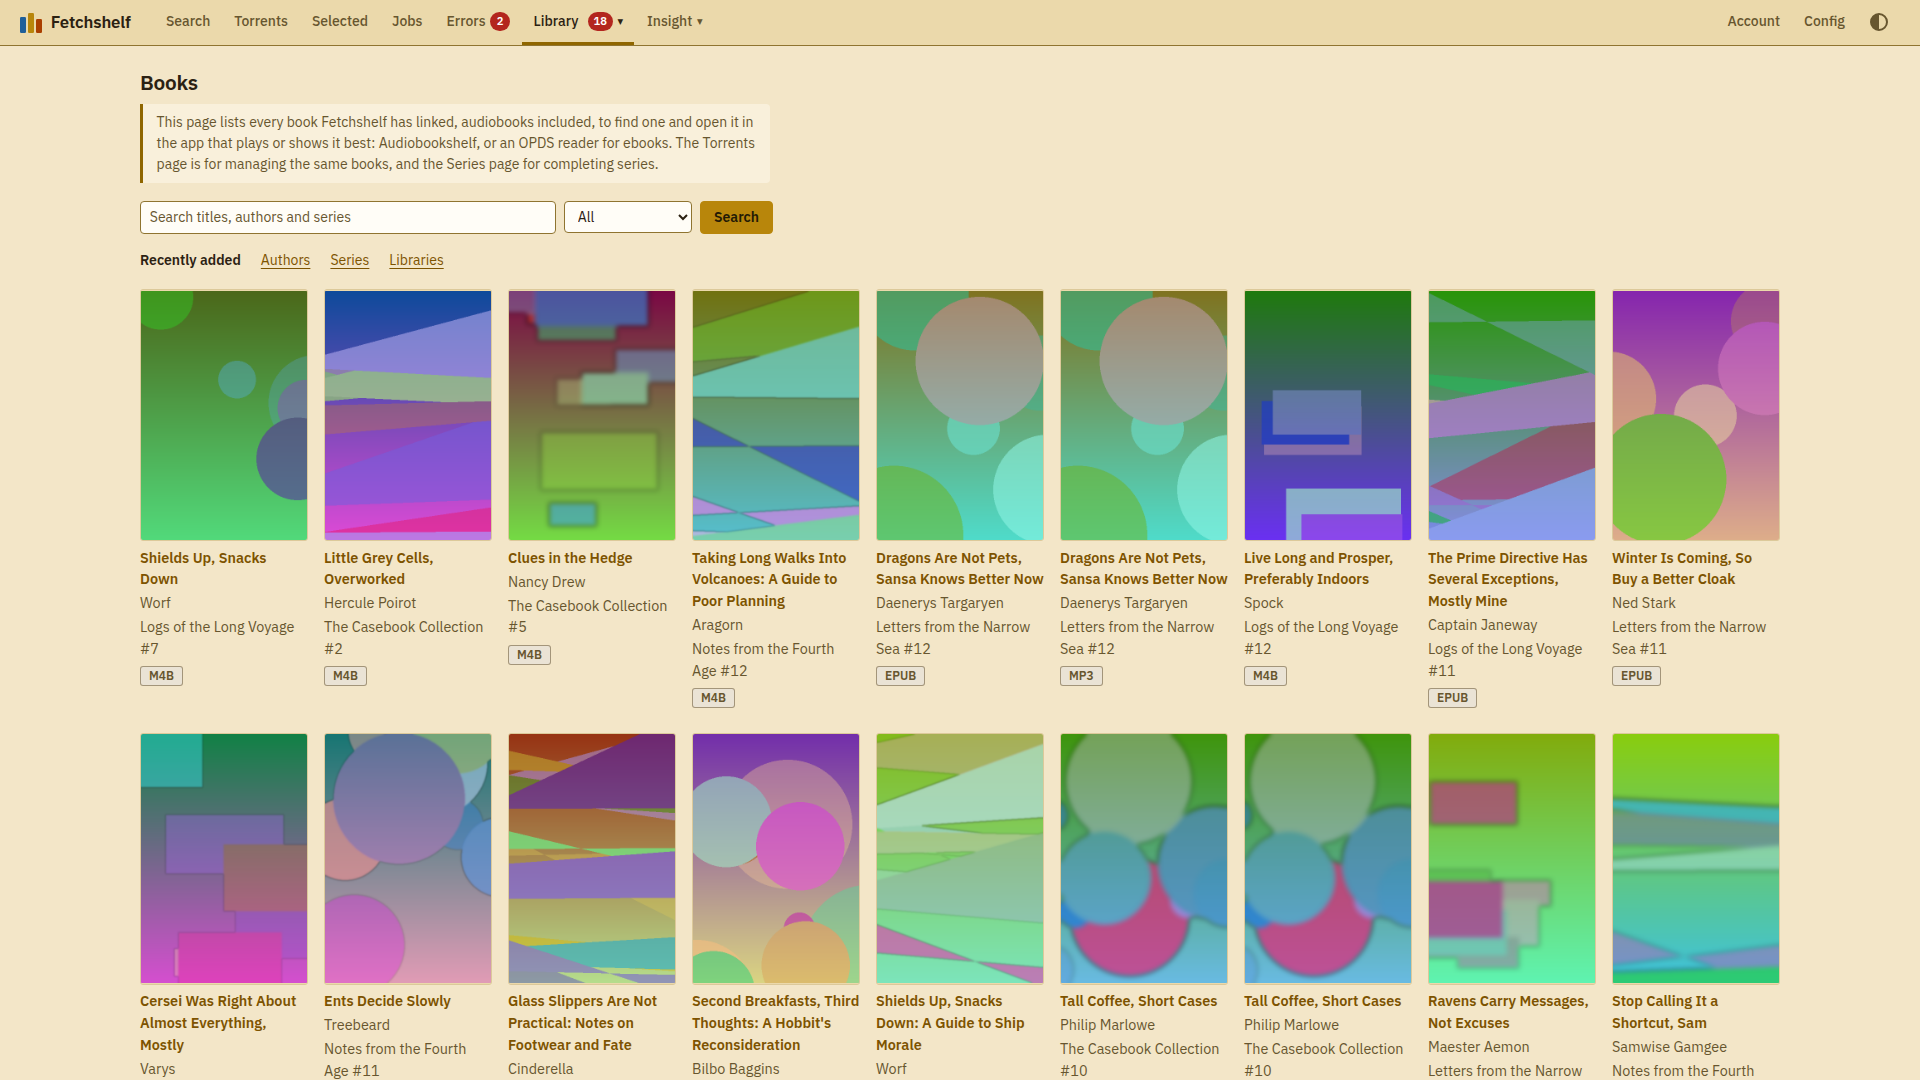 Fetchshelf
Search
Torrents
Selected
Jobs
Errors 2
Library 18 ▾
Insight ▾
Account
Config
Books
This page lists every book Fetchshelf has linked, audiobooks included, to find one and open it in
the app that plays or shows it best: Audiobookshelf, or an OPDS reader for ebooks. The Torrents
page is for managing the same books, and the Series page for completing series.
Search titles, authors and series
All
Search
Recently added
Authors
Series
Libraries
Shields Up, Snacks
Down
Worf
Logs of the Long Voyage
#7
M4B
Little Grey Cells,
Overworked
Hercule Poirot
The Casebook Collection
#2
M4B
Clues in the Hedge
Nancy Drew
The Casebook Collection
#5
M4B
Taking Long Walks Into
Volcanoes: A Guide to
Poor Planning
Aragorn
Notes from the Fourth
Age #12
M4B
Dragons Are Not Pets,
Sansa Knows Better Now
Daenerys Targaryen
Letters from the Narrow
Sea #12
EPUB
Dragons Are Not Pets,
Sansa Knows Better Now
Daenerys Targaryen
Letters from the Narrow
Sea #12
MP3
Live Long and Prosper,
Preferably Indoors
Spock
Logs of the Long Voyage
#12
M4B
The Prime Directive Has
Several Exceptions,
Mostly Mine
Captain Janeway
Logs of the Long Voyage
#11
EPUB
Winter Is Coming, So
Buy a Better Cloak
Ned Stark
Letters from the Narrow
Sea #11
EPUB
Cersei Was Right About
Almost Everything,
Mostly
Varys
Ents Decide Slowly
Treebeard
Notes from the Fourth
Age #11
Glass Slippers Are Not
Practical: Notes on
Footwear and Fate
Cinderella
Second Breakfasts, Third
Thoughts: A Hobbit's
Reconsideration
Bilbo Baggins
Shields Up, Snacks
Down: A Guide to Ship
Morale
Worf
Tall Coffee, Short Cases
Philip Marlowe
The Casebook Collection
#10
Tall Coffee, Short Cases
Philip Marlowe
The Casebook Collection
#10
Ravens Carry Messages,
Not Excuses
Maester Aemon
Letters from the Narrow
Stop Calling It a
Shortcut, Sam
Samwise Gamgee
Notes from the Fourth